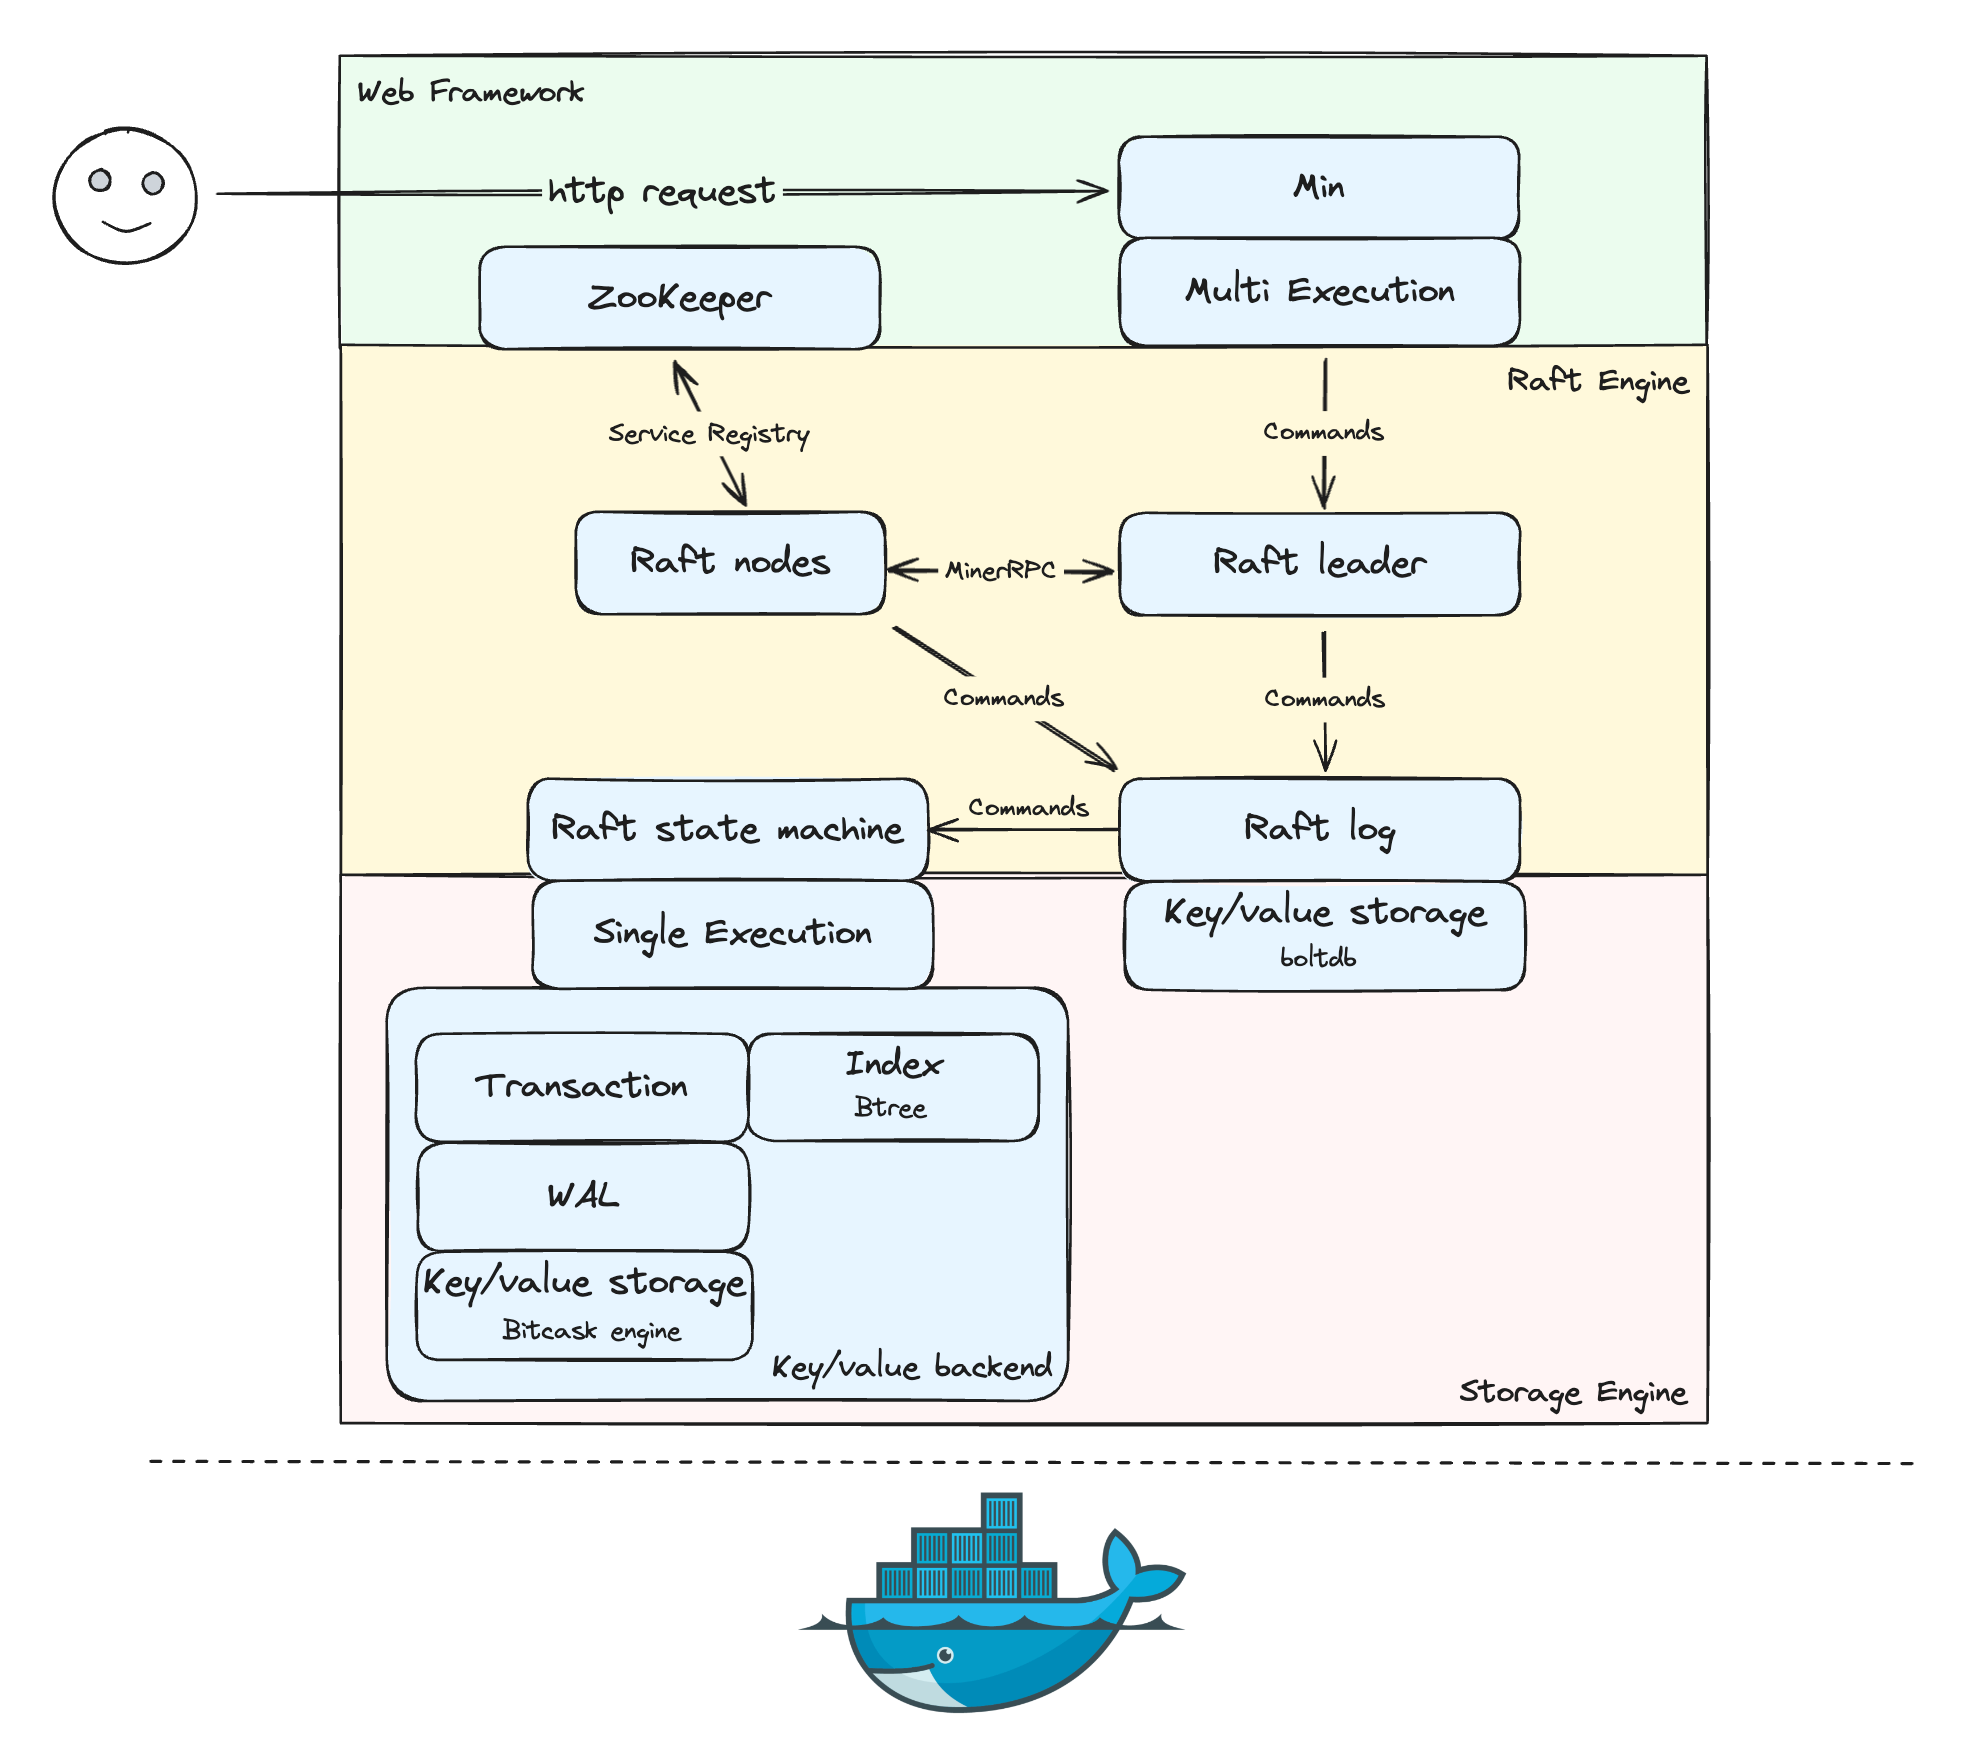 Web Framework
http request
Min
ZooKeeper
Multi Execution
Raft Engine
Service Registry
Commands
Raft nodes
MinerRPC
Raft leader
Commands
Commands
Raft state machine
Commands
Raft log
Single Execution
Key/value storage
boltdb
Transaction
Index
Btree
WAL
Key/value storage
Bitcask engine
Key/value backend
Storage Engine